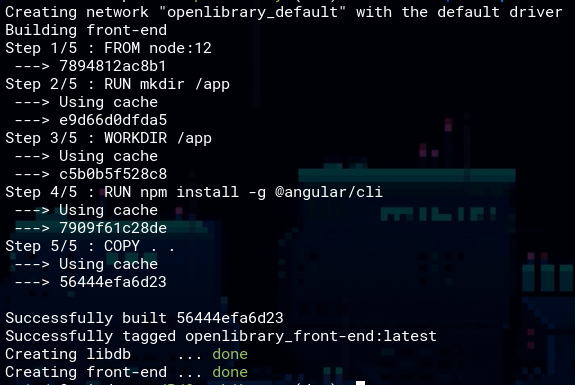 Creating network "openlibrary_default" with the default driver
Building front-end
Step 1/5 : FROM node:12
 ---> 7894812ac8b1
Step 2/5 : RUN mkdir /app
 ---> Using cache
 ---> e9d66d0dfda5
Step 3/5 : WORKDIR /app
 ---> Using cache
 ---> c5b0b5f528c8
Step 4/5 : RUN npm install -g @angular/cli
 ---> Using cache
 ---> 7909f61c28de
Step 5/5 : COPY . .
 ---> Using cache
 ---> 56444efa6d23

Successfully built 56444efa6d23
Successfully tagged openlibrary_front-end:latest
Creating libdb     ... done
Creating front-end ... done